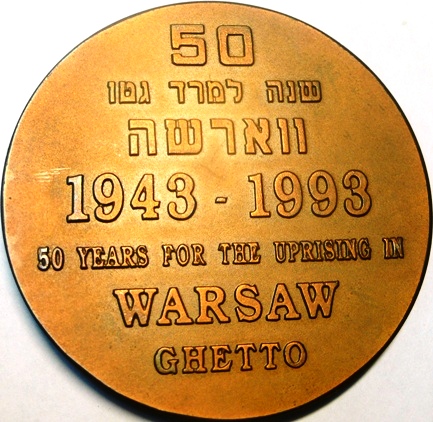 50
שנה למרד גטו
ווארשה
1943 - 1993
50 YEARS FOR THE UPRISING IN
WARSAW
GHETTO